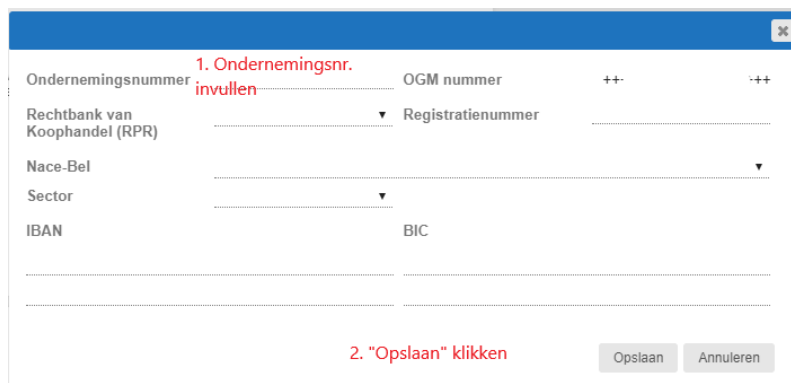 1. Ondernemingsnr.
Ondernemingsnummer invullen OGM nummer ++- -++
Rechtbank van Koophandel (RPR) ▼ Registratienummer
Nace-Bel ▼
Sector ▼
IBAN BIC
2. "Opslaan" klikken Opslaan Annuleren